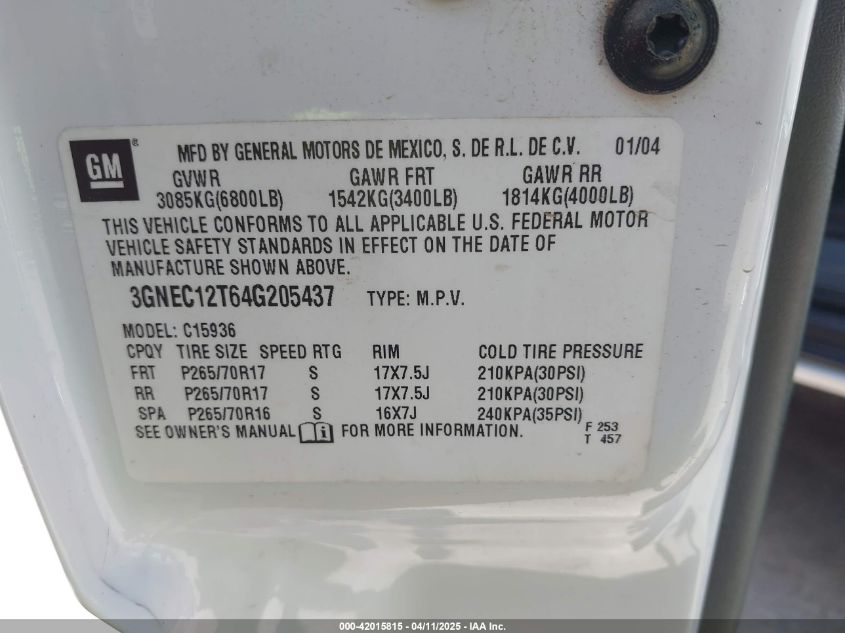 GM ® MFD BY GENERAL MOTORS DE MEXICO, S. DE R.L. DE C.V. 01/04
GVWR GAWR FRT GAWR RR
3085KG(6800LB) 1542KG(3400LB) 1814KG(4000LB)
THIS VEHICLE CONFORMS TO ALL APPLICABLE U.S. FEDERAL MOTOR
VEHICLE SAFETY STANDARDS IN EFFECT ON THE DATE OF
MANUFACTURE SHOWN ABOVE.
3GNEC12T64G205437 TYPE: M.P.V.
MODEL: C15936
CPQY TIRE SIZE SPEED RTG RIM COLD TIRE PRESSURE
FRT P265/70R17 S 17X7.5J 210KPA(30PSI)
RR P265/70R17 S 17X7.5J 210KPA(30PSI)
SPA P265/70R16 S 16X7J 240KPA(35PSI)
SEE OWNER'S MANUAL FOR MORE INFORMATION. F 253
T 457
000-42015815 - 04/11/2025 - IAA Inc.